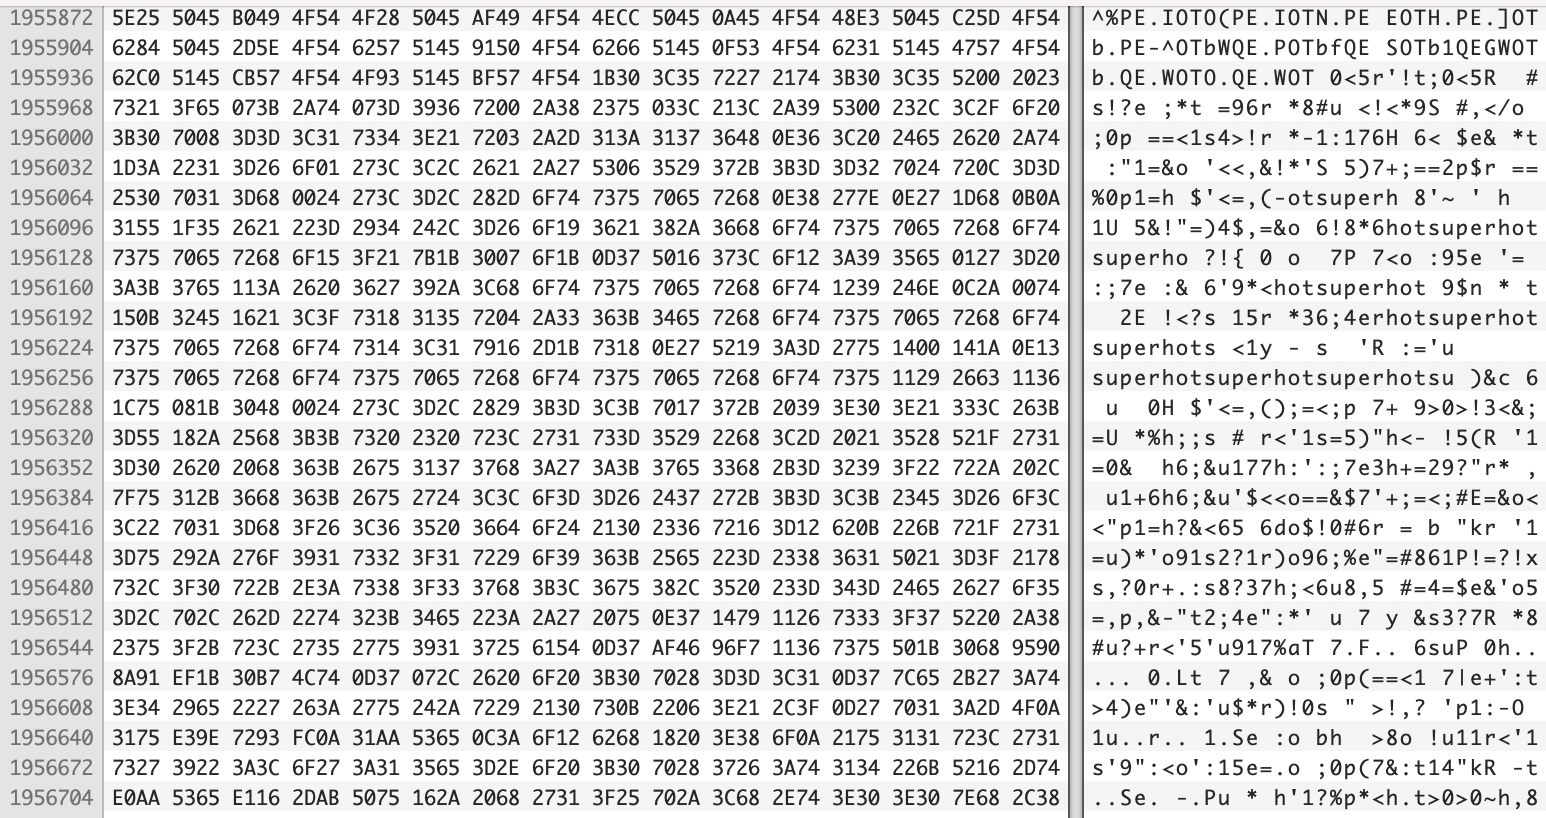 1955872 5E25 5045 B049 4F54 4F28 5045 AF49 4F54 4ECC 5045 0A45 4F54 48E3 5045 C25D 4F54 ^%PE.IOTO(PE.IOTN.PE EOTH.PE.]OT
1955904 6284 5045 2D5E 4F54 6257 5145 9150 4F54 6266 5145 0F53 4F54 6231 5145 4757 4F54 b.PE-^OTbWQE.POTbfQE SOTb1QEGWOT
1955936 62C0 5145 CB57 4F54 4F93 5145 BF57 4F54 1B30 3C35 7227 2174 3B30 3C35 5200 2023 b.QE.WOTO.QE.WOT 0<5r'!t;0<5R  #
1955968 7321 3F65 073B 2A74 073D 3936 7200 2A38 2375 033C 213C 2A39 5300 232C 3C2F 6F20 s!?e ;*t =96r *8#u <!<*9S #,</o
1956000 3B30 7008 3D3D 3C31 7334 3E21 7203 2A2D 313A 3137 3648 0E36 3C20 2465 2620 2A74 ;0p ==<1s4>!r *-1:176H 6< $e& *t
1956032 1D3A 2231 3D26 6F01 273C 3C2C 2621 2A27 5306 3529 372B 3B3D 3D32 7024 720C 3D3D  :"1=&o '<<,&!*'S 5)7+;==2p$r ==
1956064 2530 7031 3D68 0024 273C 3D2C 282D 6F74 7375 7065 7268 0E38 277E 0E27 1D68 0B0A %0p1=h $'<=,(-otsuperh 8'~ ' h
1956096 3155 1F35 2621 223D 2934 242C 3D26 6F19 3621 382A 3668 6F74 7375 7065 7268 6F74 1U 5&!"=)4$,=&o 6!8*6hotsuperhot
1956128 7375 7065 7268 6F15 3F21 7B1B 3007 6F1B 0D37 5016 373C 6F12 3A39 3565 0127 3D20 superho ?!{ 0 o  7P 7<o :95e '=
1956160 3A3B 3765 113A 2620 3627 392A 3C68 6F74 7375 7065 7268 6F74 1239 246E 0C2A 0074 :;7e :& 6'9*<hotsuperhot 9$n * t
1956192 150B 3245 1621 3C3F 7318 3135 7204 2A33 363B 3465 7268 6F74 7375 7065 7268 6F74   2E !<?s 15r *36;4erhotsuperhot
1956224 7375 7065 7268 6F74 7314 3C31 7916 2D1B 7318 0E27 5219 3A3D 2775 1400 141A 0E13 superhots <1y - s  'R :='u
1956256 7375 7065 7268 6F74 7375 7065 7268 6F74 7375 7065 7268 6F74 7375 1129 2663 1136 superhotsuperhotsuperhotsu )&c 6
1956288 1C75 081B 3048 0024 273C 3D2C 2829 3B3D 3C3B 7017 372B 2039 3E30 3E21 333C 263B  u  0H $'<=,();=<;p 7+ 9>0>!3<&;
1956320 3D55 182A 2568 3B3B 7320 2320 723C 2731 733D 3529 2268 3C2D 2021 3528 521F 2731 =U *%h;;s # r<'1s=5)"h<- !5(R '1
1956352 3D30 2620 2068 363B 2675 3137 3768 3A27 3A3B 3765 3368 2B3D 3239 3F22 722A 202C =0&  h6;&u177h:':;7e3h+=29?"r* ,
1956384 7F75 312B 3668 363B 2675 2724 3C3C 6F3D 3D26 2437 272B 3B3D 3C3B 2345 3D26 6F3C  u1+6h6;&u'$<<o==&$7'+;=<;#E=&o<
1956416 3C22 7031 3D68 3F26 3C36 3520 3664 6F24 2130 2336 7216 3D12 620B 226B 721F 2731 <"p1=h?&<65 6do$!0#6r = b "kr '1
1956448 3D75 292A 276F 3931 7332 3F31 7229 6F39 363B 2565 223D 2338 3631 5021 3D3F 2178 =u)*'o91s2?1r)o96;%e"=#861P!=?!x
1956480 732C 3F30 722B 2E3A 7338 3F33 3768 3B3C 3675 382C 3520 233D 343D 2465 2627 6F35 s,?0r+.:s8?37h;<6u8,5 #=4=$e&'o5
1956512 3D2C 702C 262D 2274 323B 3465 223A 2A27 2075 0E37 1479 1126 7333 3F37 5220 2A38 =,p,&-"t2;4e":*' u 7 y &s3?7R *8
1956544 2375 3F2B 723C 2735 2775 3931 3725 6154 0D37 AF46 96F7 1136 7375 501B 3068 9590 #u?+r<'5'u917%aT 7.F.. 6suP 0h..
1956576 8A91 EF1B 30B7 4C74 0D37 072C 2620 6F20 3B30 7028 3D3D 3C31 0D37 7C65 2B27 3A74 ... 0.Lt 7 ,& o ;0p(==<1 7|e+':t
1956608 3E34 2965 2227 263A 2775 242A 7229 2130 730B 2206 3E21 2C3F 0D27 7031 3A2D 4F0A >4)e"'&:'u$*r)!0s " >!,? 'p1:-O
1956640 3175 E39E 7293 FC0A 31AA 5365 0C3A 6F12 6268 1820 3E38 6F0A 2175 3131 723C 2731 1u..r.. 1.Se :o bh  >8o !u11r<'1
1956672 7327 3922 3A3C 6F27 3A31 3565 3D2E 6F20 3B30 7028 3726 3A74 3134 226B 5216 2D74 s'9":<o':15e=.o ;0p(7&:t14"kR -t
1956704 E0AA 5365 E116 2DAB 5075 162A 2068 2731 3F25 702A 3C68 2E74 3E30 3E30 7E68 2C38 ..Se. -.Pu * h'1?%p*<h.t>0>0~h,8